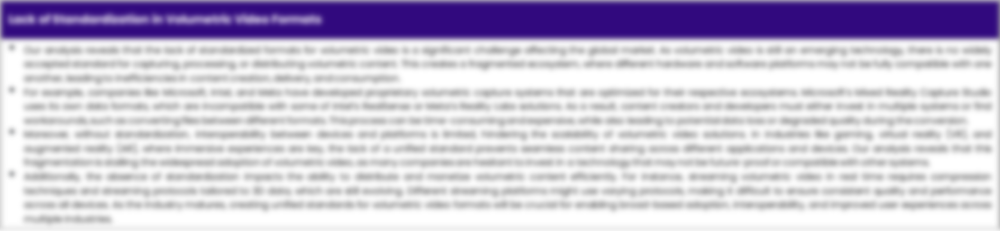 Lack of Standardization in Volumetric Video Formats
Our analysis reveals that the lack of standardized formats for volumetric video is a significant challenge affecting the global market. As volumetric video is still an emerging technology, there is no widely
accepted standard for capturing, processing, or distributing volumetric content. This creates a fragmented ecosystem, where different hardware and software platforms may not be fully compatible with one
another, leading to inefficiencies in content creation, delivery, and consumption.
For example, companies like Microsoft, Intel, and Meta have developed proprietary volumetric capture systems that are optimized for their respective ecosystems. Microsoft's Mixed Reality Capture Studio
uses its own data formats, which are incompatible with some of Intel's RealSense or Meta's Reality Labs solutions. As a result, content creators and developers must either invest in multiple systems or find
workarounds, such as converting files between different formats. This process can be time-consuming and expensive, while also leading to potential data loss or degraded quality during the conversion.
Moreover, without standardization, interoperability between devices and platforms is limited, hindering the scalability of volumetric video solutions. In industries like gaming, virtual reality (VR), and
augmented reality (AR), where immersive experiences are key, the lack of a unified standard prevents seamless content sharing across different applications and devices. Our analysis reveals that this
fragmentation is stalling the widespread adoption of volumetric video, as many companies are hesitant to invest in a technology that may not be future-proof or compatible with other systems.
Additionally, the absence of standardization impacts the ability to distribute and monetize volumetric content efficiently. For instance, streaming volumetric video in real time requires compression
techniques and streaming protocols tailored to 3D data, which are still evolving. Different streaming platforms might use varying protocols, making it difficult to ensure consistent quality and performance
across all devices. As the industry matures, creating unified standards for volumetric video formats will be crucial for enabling broad-based adoption, interoperability, and improved user experiences across
multiple industries.